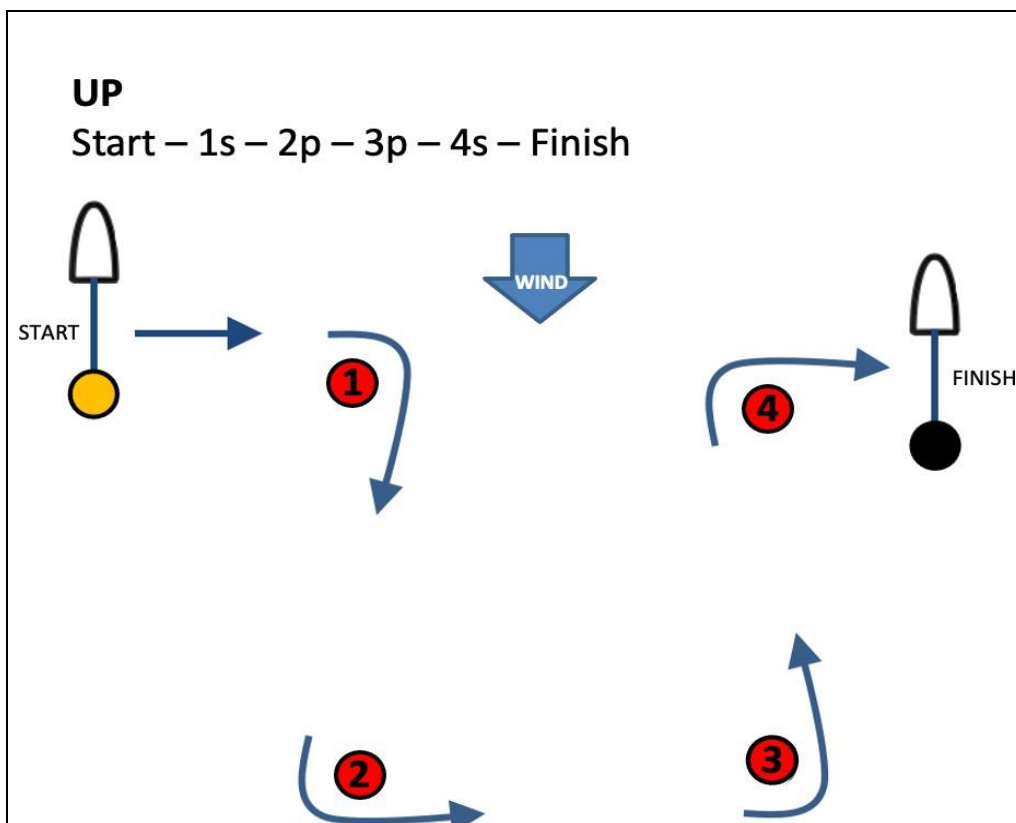 UP
Start – 1s – 2p – 3p – 4s – Finish
WIND
START
1
4
FINISH
2
3